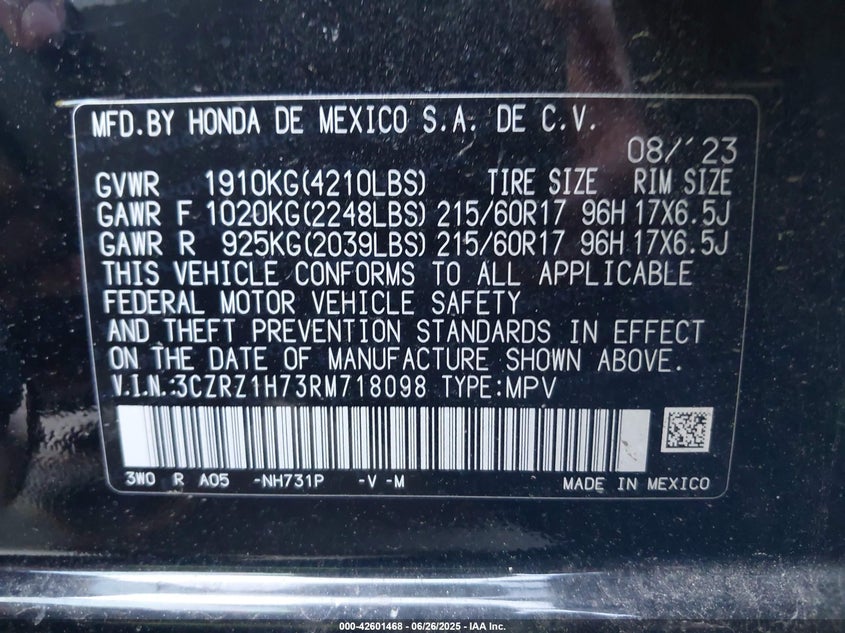 MFD.BY HONDA DE MEXICO S.A. DE C.V.
08/'23
GVWR 1910KG(4210LBS) TIRE SIZE RIM SIZE
GAWR F 1020KG(2248LBS) 215/60R17 96H 17X6.5J
GAWR R 925KG(2039LBS) 215/60R17 96H 17X6.5J
THIS VEHICLE CONFORMS TO ALL APPLICABLE
FEDERAL MOTOR VEHICLE SAFETY
AND THEFT PREVENTION STANDARDS IN EFFECT
ON THE DATE OF MANUFACTURE SHOWN ABOVE.
V.I.N.:3CZRZ1H73RM718098 TYPE:MPV
3W0 R A05 -NH731P -V -M MADE IN MEXICO
000-42601468 - 06/26/2025 - IAA Inc.